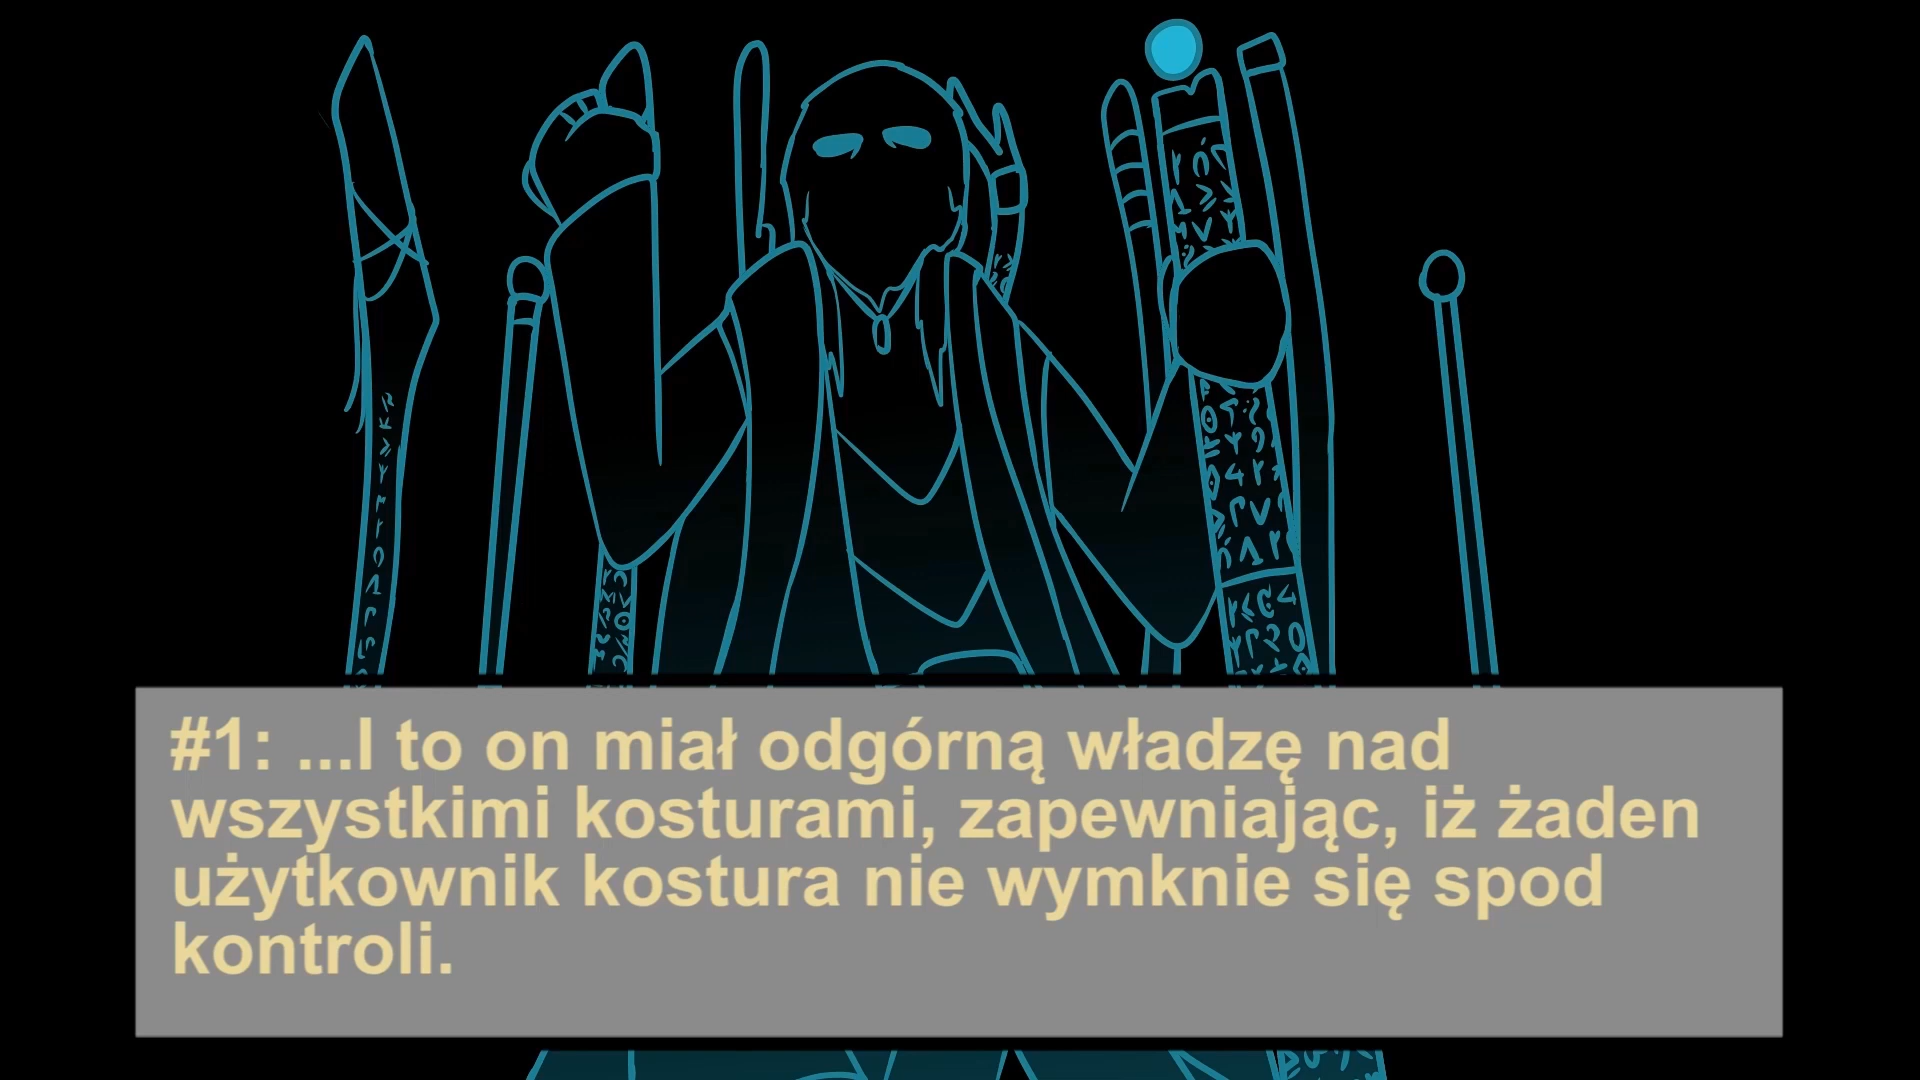 #1: ...I to on miał odgórną władzę nad
wszystkimi kosturami, zapewniając, iż żaden
użytkownik kostura nie wymknie się spod
kontroli.